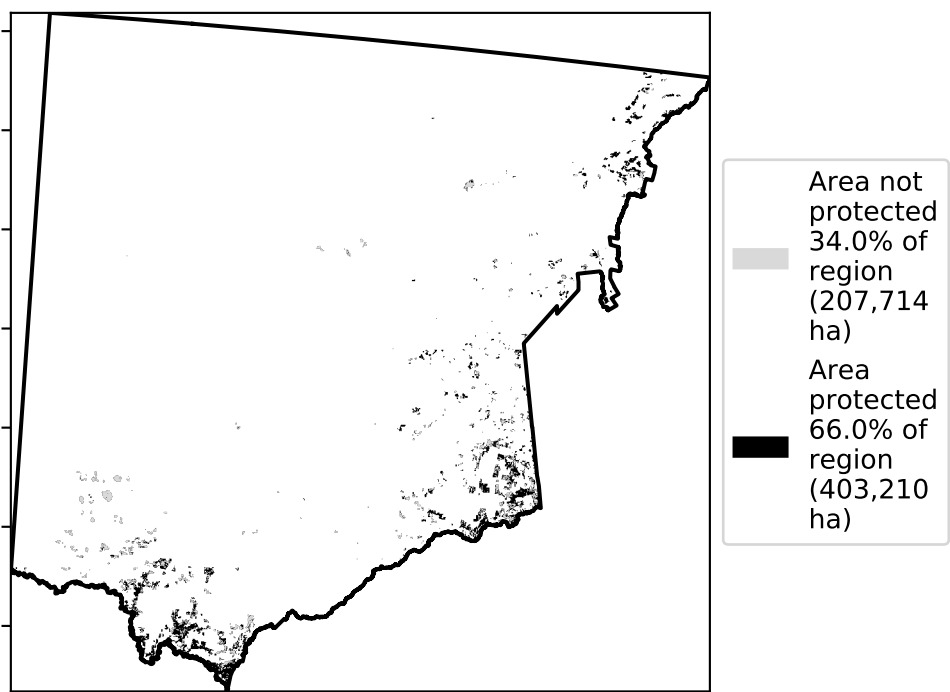 Area not
protected
34.0% of
region
(207,714
ha)
Area
protected
66.0% of
region
(403,210
ha)